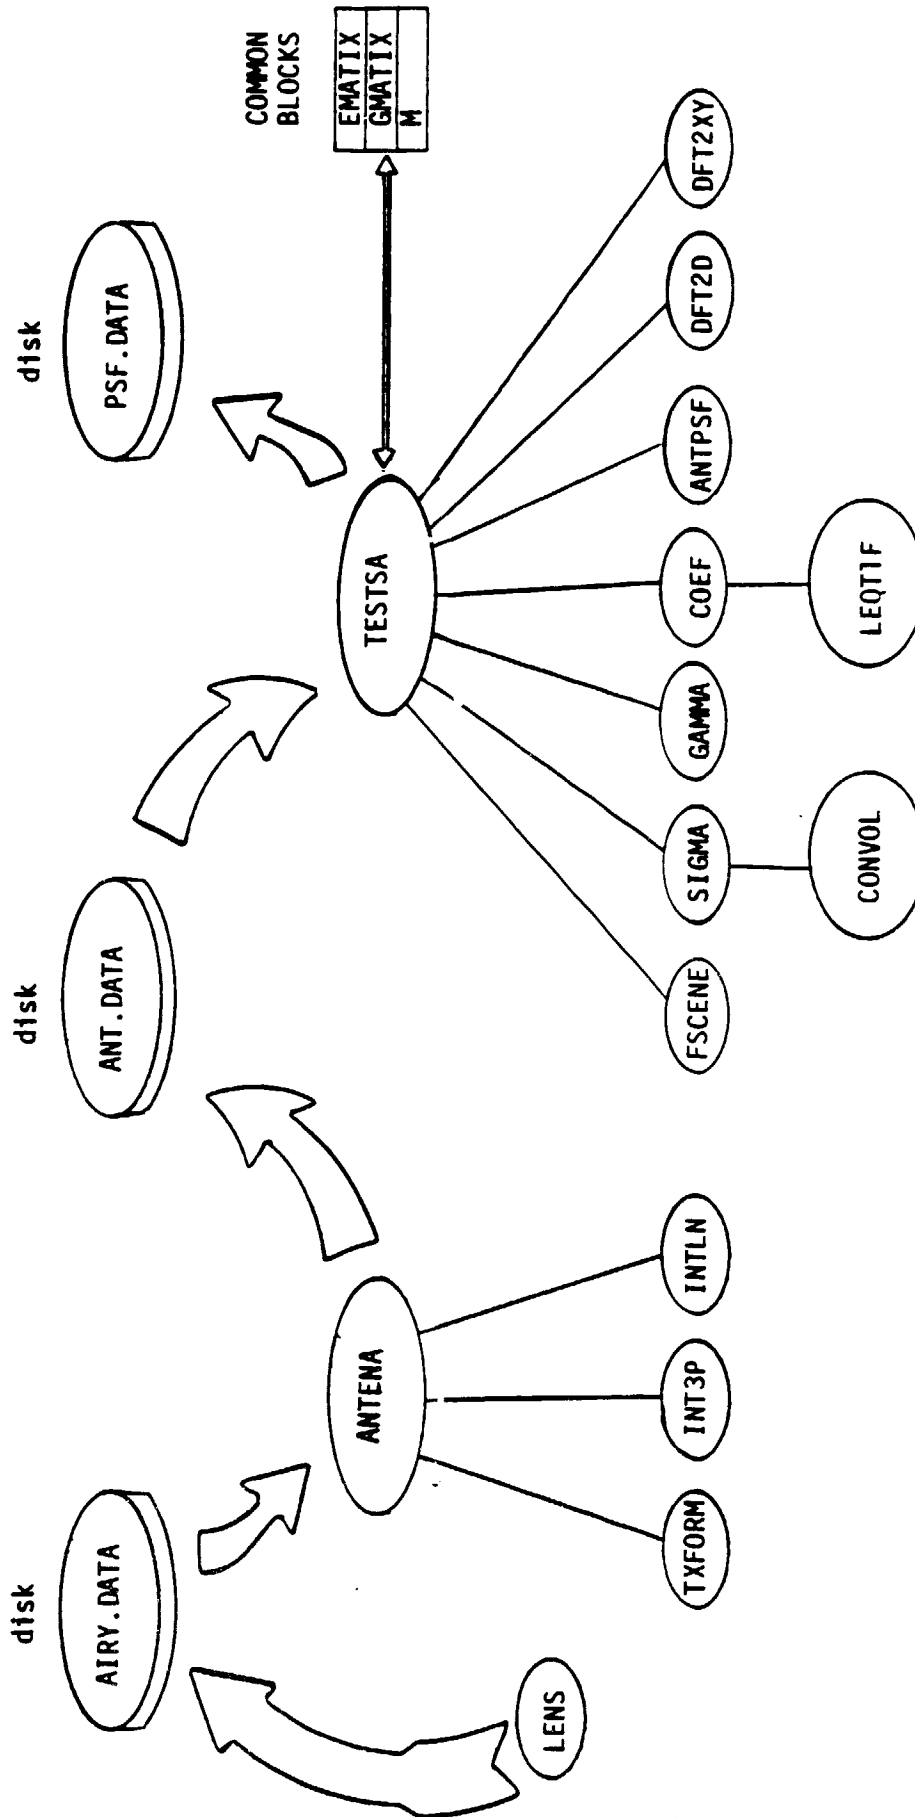 disk
disk
disk
COMMON
BLOCKS
AIRY.DATA
ANT.DATA
PSF.DATA
EMATIX
GMATIX
M
LENS
ANTENA
TESTSA
TXFORM
INT3P
INTLN
FSCENE
SIGMA
GAMMA
COEF
ANTPSF
DFT2D
DFT2XY
CONVOL
LEQT1F